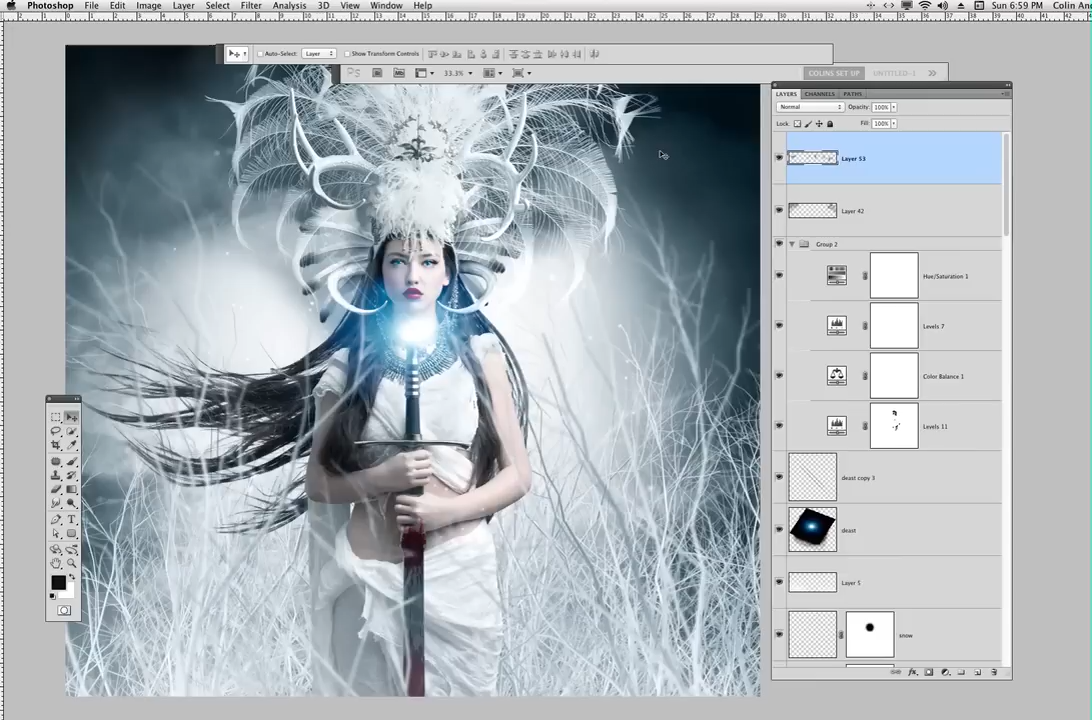 Photoshop File Edit Image Layer Select Filter Analysis 3D View Window Help Sun 6:59 PM Colin An
Auto-Select: Layer Show Transform Controls
33.3% COLINS SET UP UNTITLED-1
LAYERS CHANNELS PATHS
Normal Opacity: 100%
Lock: Fill: 100%
Layer 53
Layer 42
Group 2
Hue/Saturation 1
Levels 7
Color Balance 1
Levels 11
deast copy 3
deast
Layer 5
snow